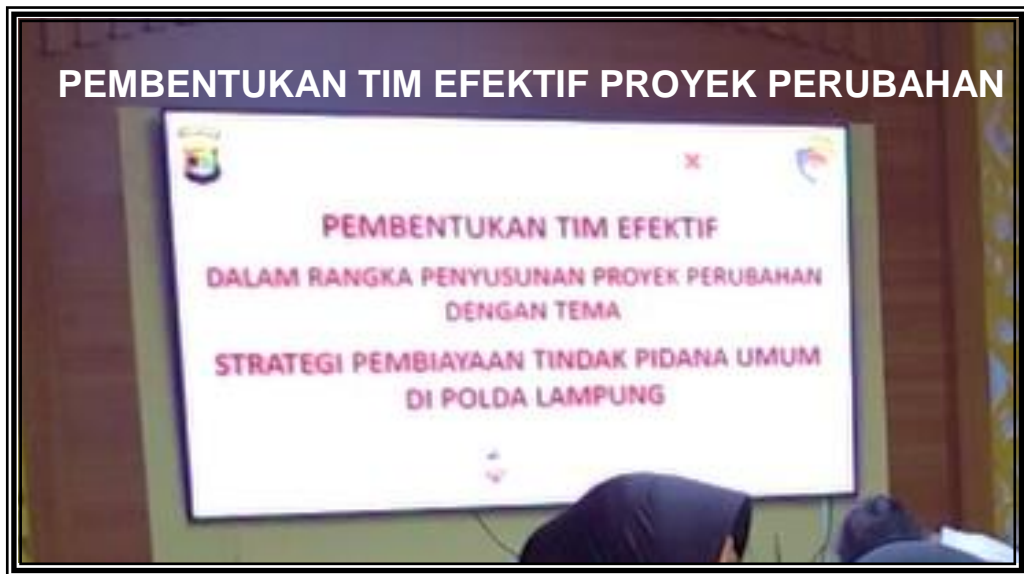 PEMBENTUKAN TIM EFEKTIF PROYEK PERUBAHAN
PEMBENTUKAN TIM EFEKTIF
DALAM RANGKA PENYUSUNAN PROYEK PERUBAHAN
DENGAN TEMA
STRATEGI PEMBIAYAAN TINDAK PIDANA UMUM
DI POLDA LAMPUNG